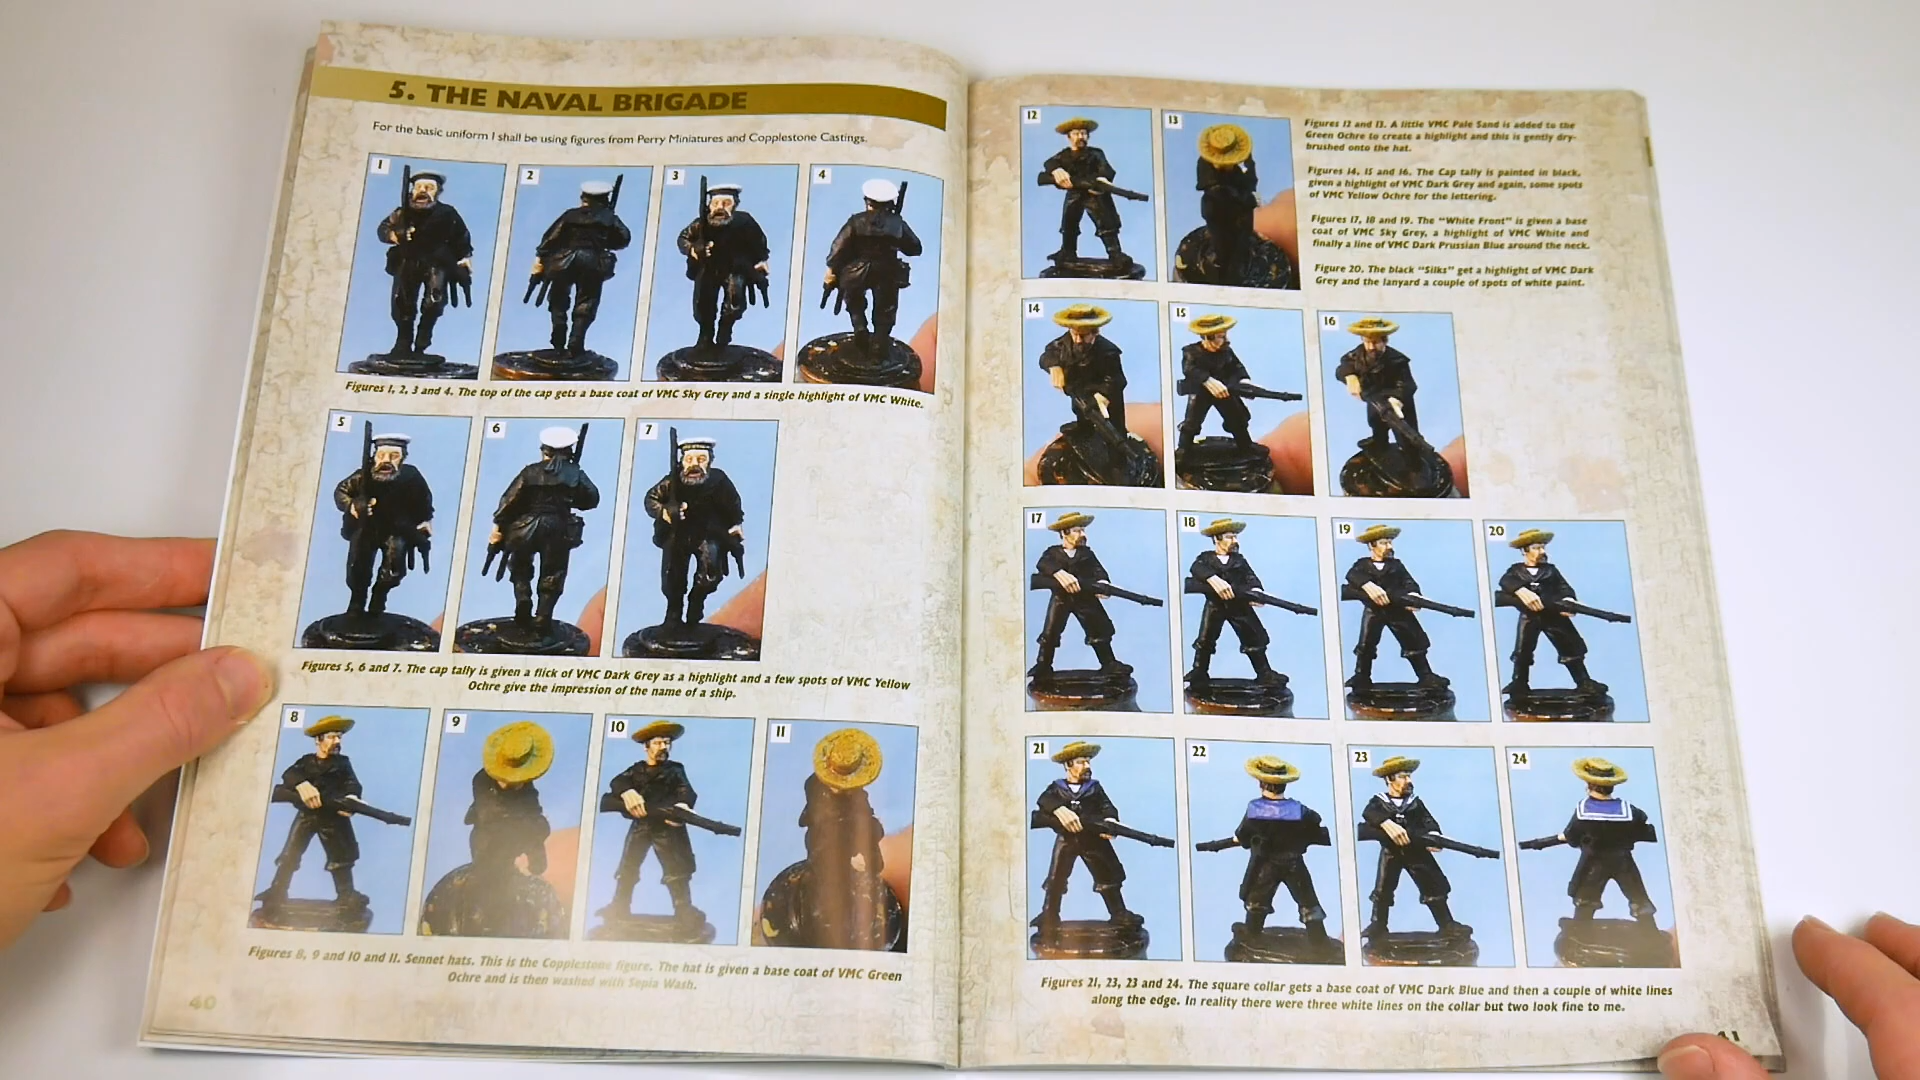 5. THE NAVAL BRIGADE
For the basic uniform I shall be using figures from Perry Miniatures and Copplestone Castings.
1
2
3
4
Figures 1, 2, 3 and 4. The top of the cap gets a base coat of VMC Sky Grey and a single highlight of VMC White.
5
6
7
Figures 5, 6 and 7. The cap tally is given a flick of VMC Dark Grey as a highlight and a few spots of VMC Yellow
Ochre give the impression of the name of a ship.
8
9
10
11
Figures 8, 9 and 10 and 11. Sennet hats. This is the Copplestone figure. The hat is given a base coat of VMC Green
Ochre and is then washed with Sepia Wash.
40
12
13
Figures 12 and 13. A little VMC Pale Sand is added to the
Green Ochre to create a highlight and this is gently dry-
brushed onto the hat.
Figures 14, 15 and 16. The Cap tally is painted in black,
given a highlight of VMC Dark Grey and again, some spots
of VMC Yellow Ochre for the lettering.
Figures 17, 18 and 19. The "White Front" is given a base
coat of VMC Sky Grey, a highlight of VMC White and
finally a line of VMC Dark Prussian Blue around the neck.
Figure 20. The black "Silks" get a highlight of VMC Dark
Grey and the lanyard a couple of spots of white paint.
14
15
16
17
18
19
20
21
22
23
24
Figures 21, 23, 23 and 24. The square collar gets a base coat of VMC Dark Blue and then a couple of white lines
along the edge. In reality there were three white lines on the collar but two look fine to me.
41